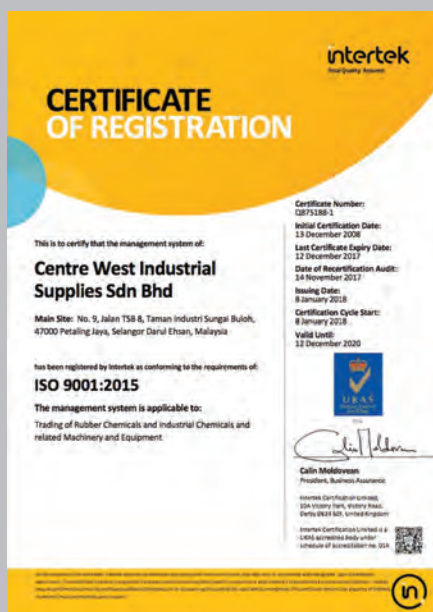 intertek
Total Quality. Assured.
CERTIFICATE
OF REGISTRATION
This is to certify that the management system of:
Centre West Industrial
Supplies Sdn Bhd
Main Site: No. 9, Jalan TSB 8, Taman Industri Sungai Buloh,
47000 Petaling Jaya, Selangor Darul Ehsan, Malaysia
has been registered by Intertek as conforming to the requirements of:
ISO 9001:2015
The management system is applicable to:
Trading of Rubber Chemicals and Industrial Chemicals and
related Machinery and Equipment
Certificate Number:
Initial Certification Date:
13 December 2008
Last Certificate Expiry Date:
12 December 2017
Date of Recertification Audit:
14 November 2017
Issuing Date:
8 January 2018
Certification Cycle Start:
8 January 2018
Valid Until:
12 December 2020
UKAS
Calin Moldovean
President, Business Assurance
Intertek Certification Limited,
10A Victory Park, Victory Road,
Derby DE24 8ZF, United Kingdom
Intertek Certification Limited is a
UKAS accredited body under
schedule of accreditation no. 014.
in